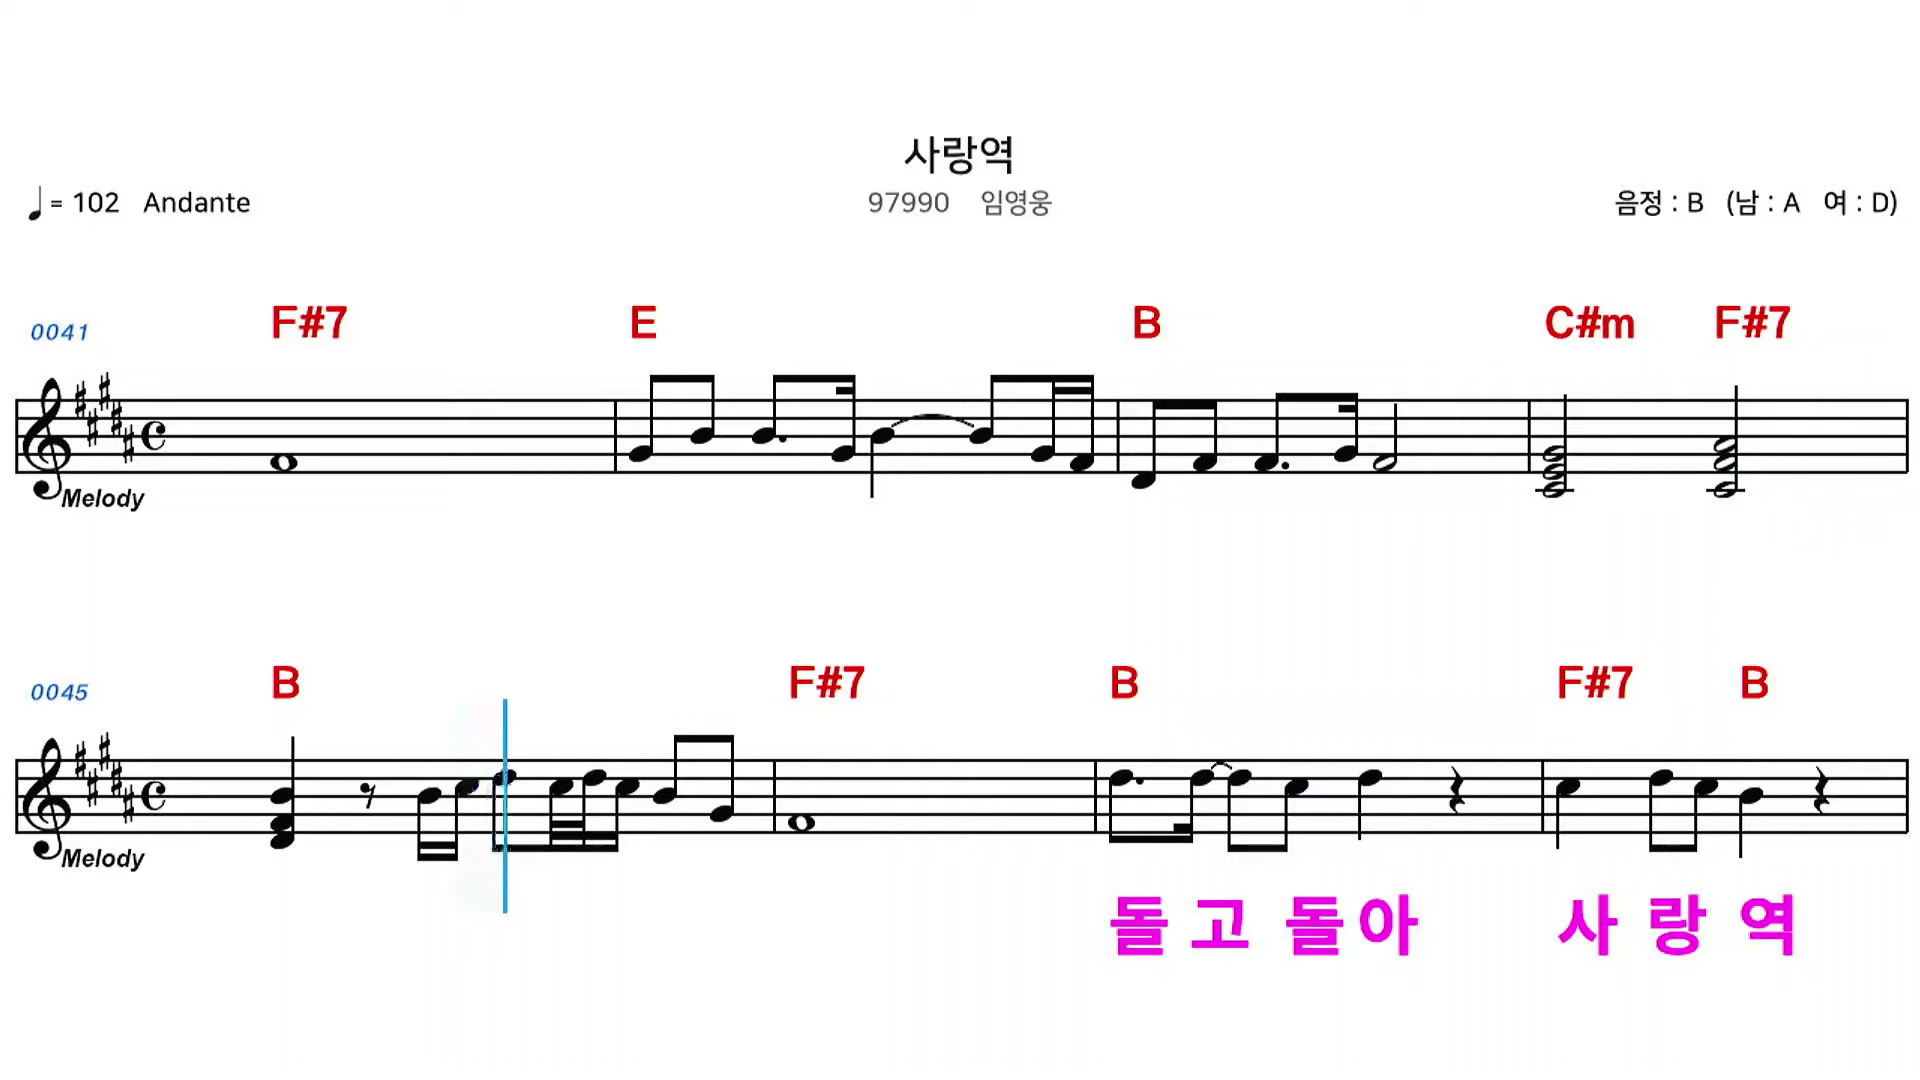 사랑역
♩= 102 Andante
97990 임영웅
음정 : B (남 : A 여 : D)
0041 F#7 E B C#m F#7
Melody
0045 B F#7 B F#7 B
Melody
돌 고 돌 아 사 랑 역